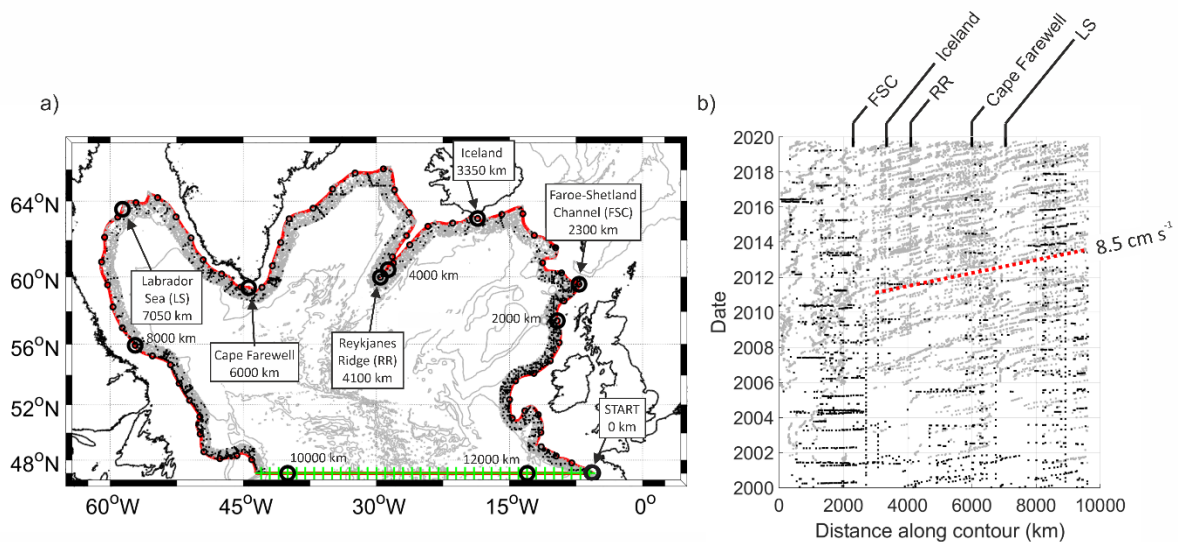 a)
64°N
60°N
56°N
52°N
48°N
60°W
45°W
30°W
15°W
0°
Iceland
3350 km
Faroe-Shetland
Channel (FSC)
2300 km
4000 km
Labrador
Sea (LS)
7050 km
2000 km
8000 km
Cape Farewell
6000 km
Reykjanes
Ridge (RR)
4100 km
START
0 km
10000 km
12000 km
b)
FSC
Iceland
RR
Cape Farewell
LS
Date
2020
2018
2016
2014
2012
2010
2008
2006
2004
2002
2000
8.5 cm s⁻¹
0
2000
4000
6000
8000
10000
Distance along contour (km)